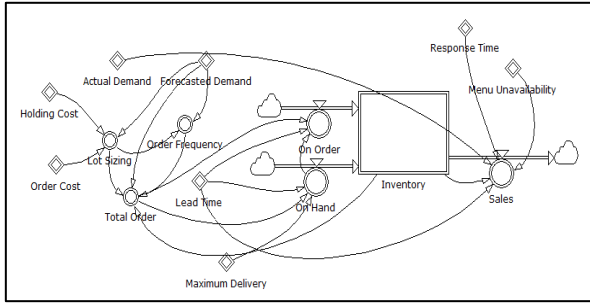 Response Time
Actual Demand
Forecasted Demand
Menu Unavailability
Holding Cost
Order Frequency
On Order
Lot Sizing
Order Cost
Inventory
Lead Time
On Hand
Sales
Total Order
Maximum Delivery